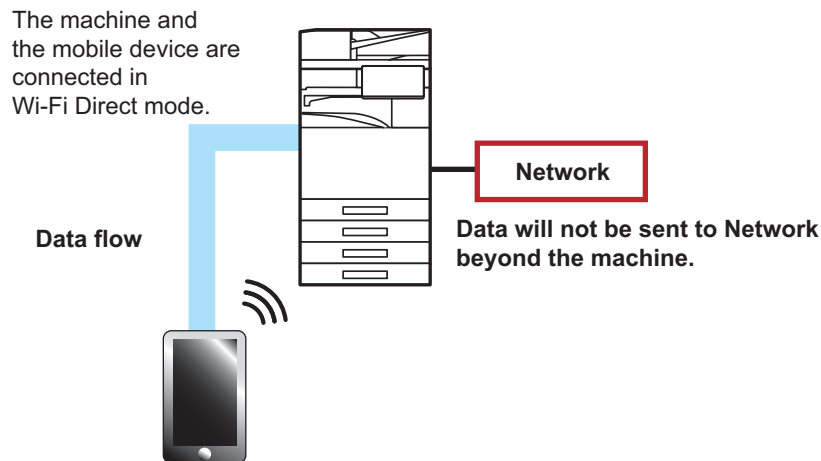 The machine and
the mobile device are
connected in
Wi-Fi Direct mode.
Network
Data flow
Data will not be sent to Network
beyond the machine.